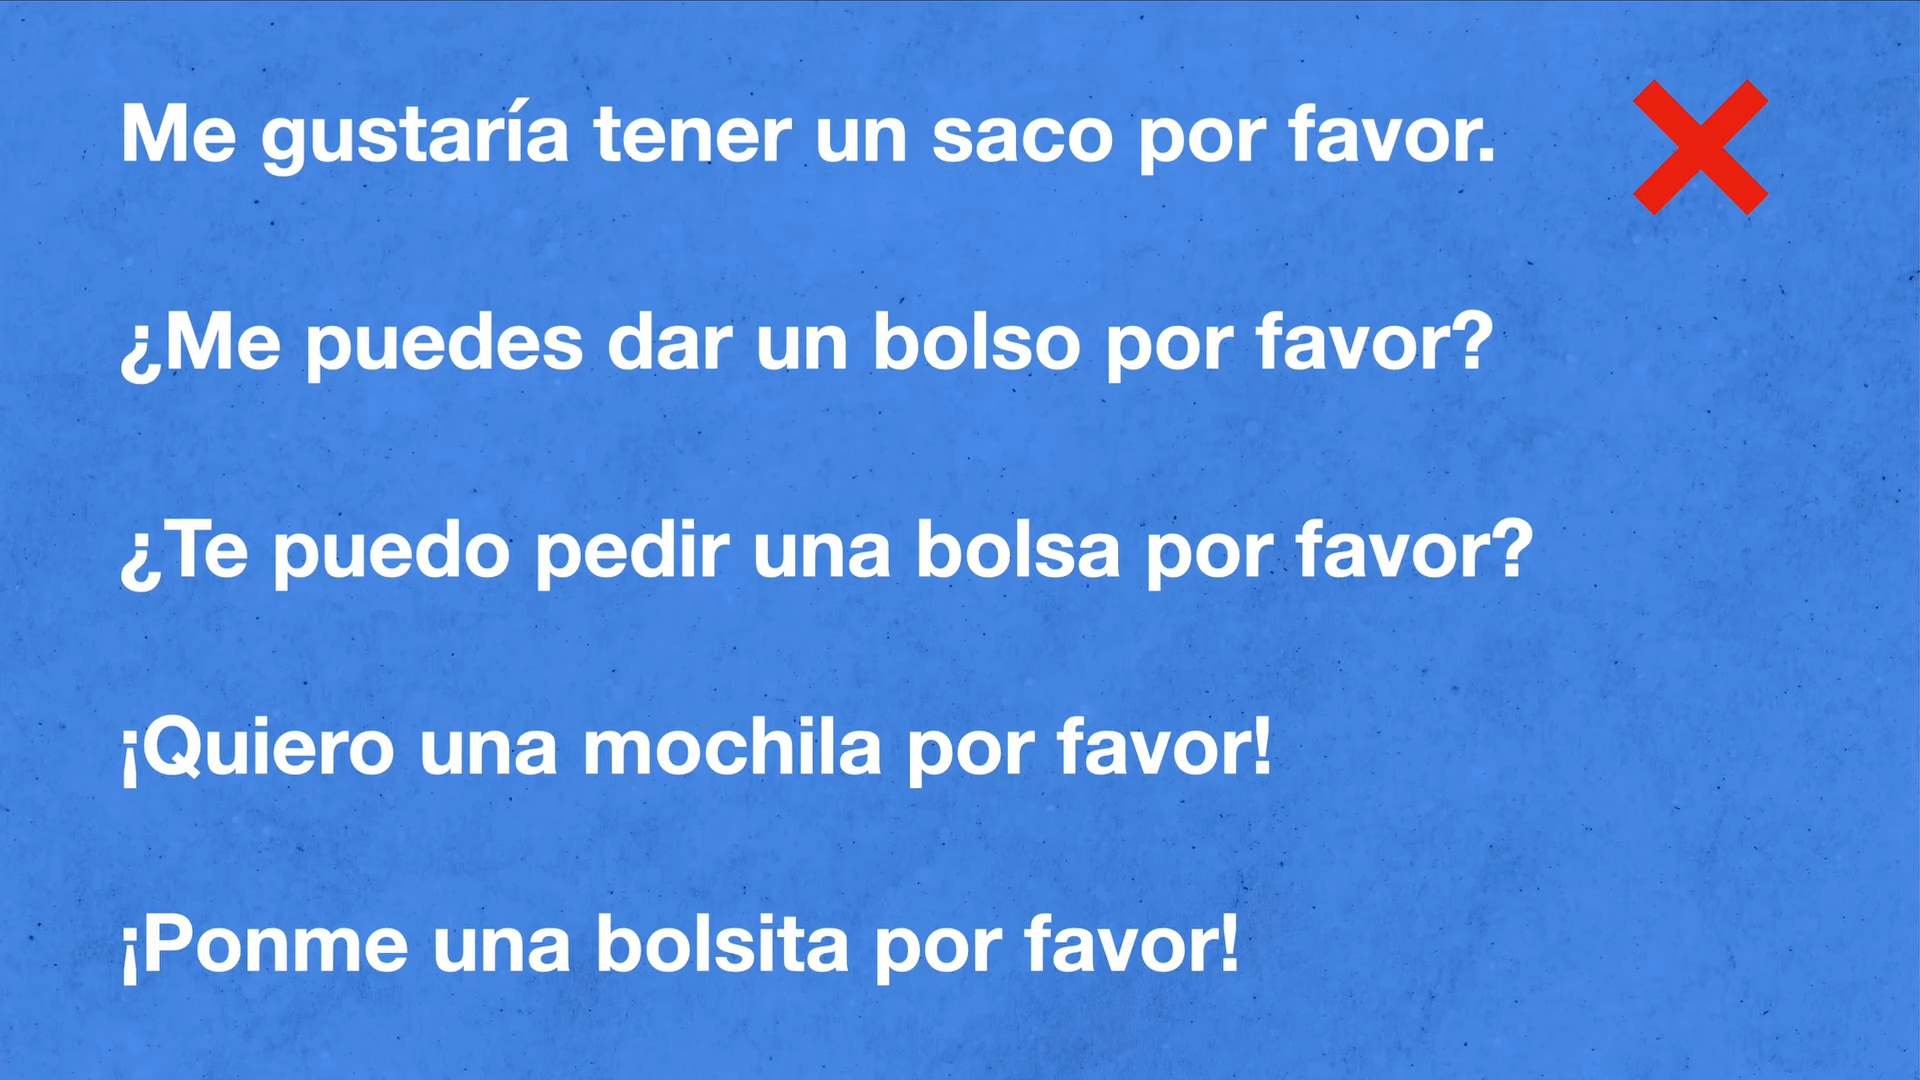 Me gustaría tener un saco por favor.
¿Me puedes dar un bolso por favor?
¿Te puedo pedir una bolsa por favor?
¡Quiero una mochila por favor!
¡Ponme una bolsita por favor!